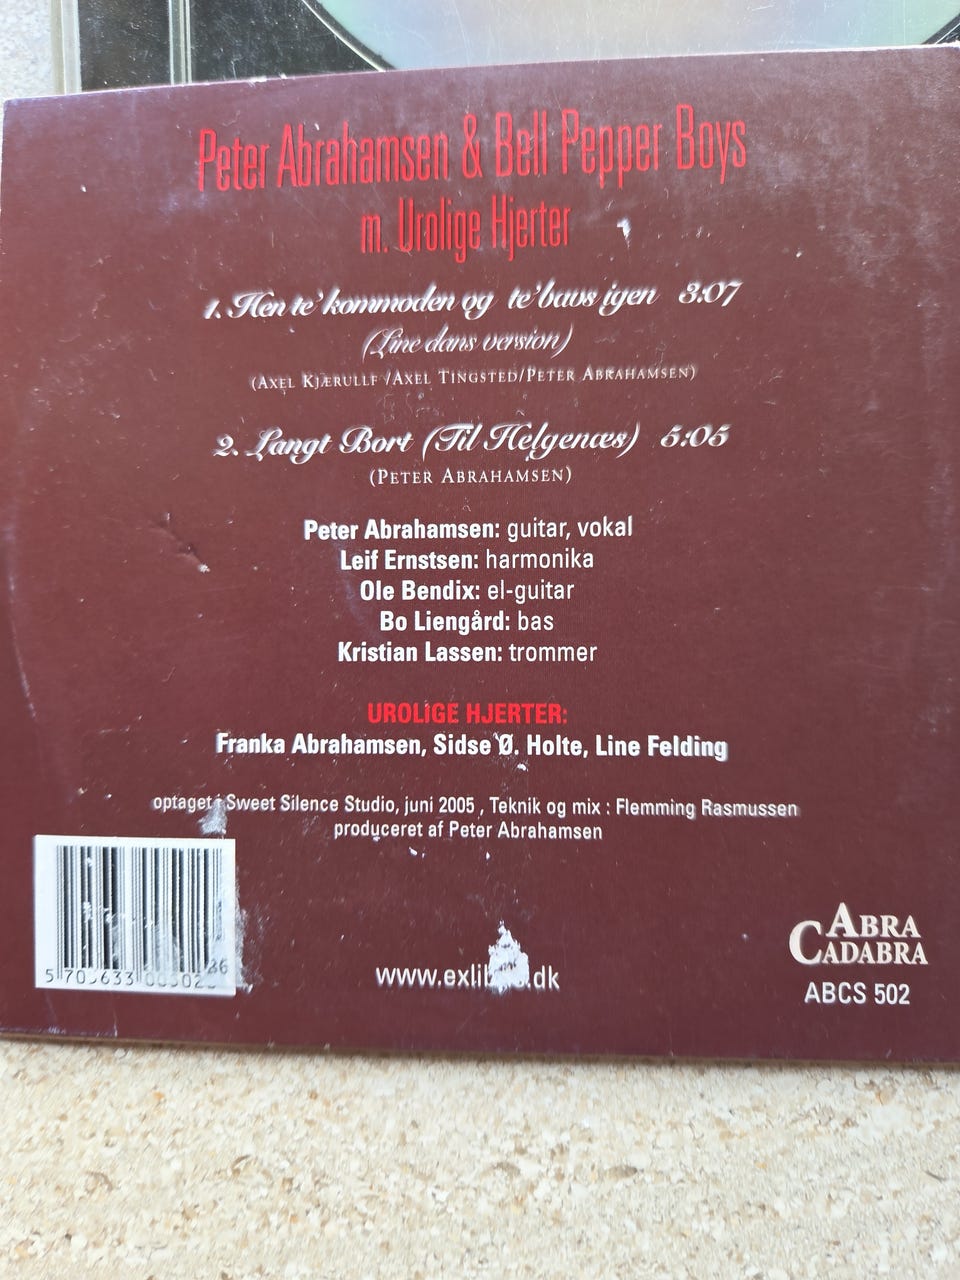 Peter Abrahamsen & Bell Pepper Boys
m. Urolige Hjerter
1. Hen te' kommoden og te' bavs igen 3:07
(Line dans version)
(AXEL KJÆRULLF /AXEL TINGSTED/PETER ABRAHAMSEN)
2. Langt Bort (Til Helgenæs) 5:05
(PETER ABRAHAMSEN)
Peter Abrahamsen: guitar, vokal
Leif Ernstsen: harmonika
Ole Bendix: el-guitar
Bo Liengård: bas
Kristian Lassen: trommer
UROLIGE HJERTER:
Franka Abrahamsen, Sidse Ø. Holte, Line Felding
optaget i Sweet Silence Studio, juni 2005 , Teknik og mix : Flemming Rasmussen
produceret af Peter Abrahamsen
ABRA
CADABRA
ABCS 502